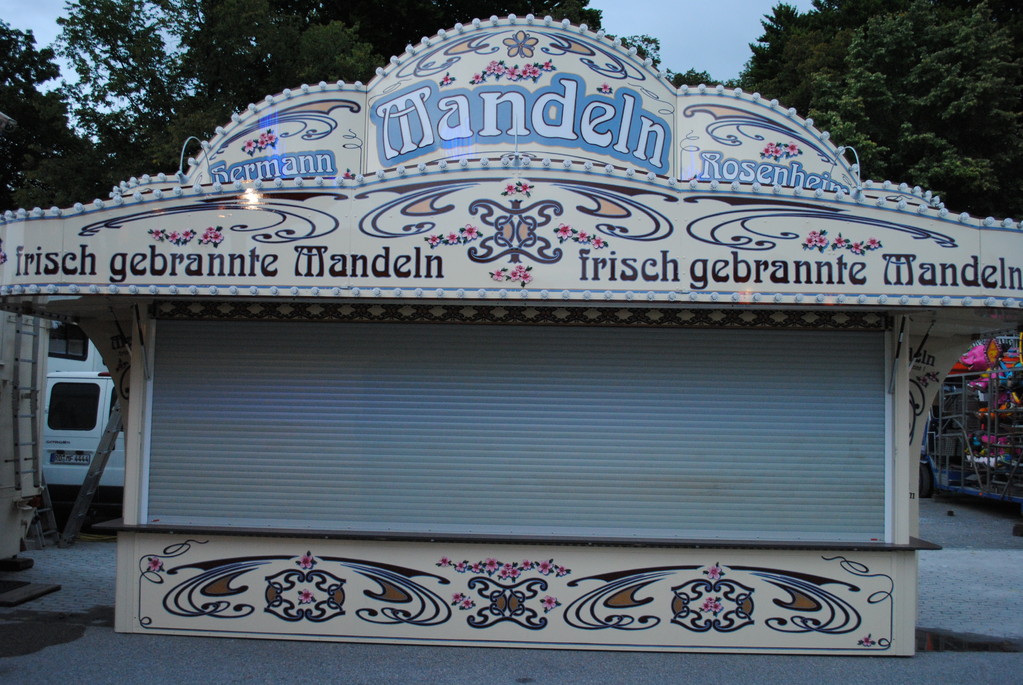 Mandeln
Hermann
Rosenheim
frisch gebrannte Mandeln
frisch gebrannte Mandeln